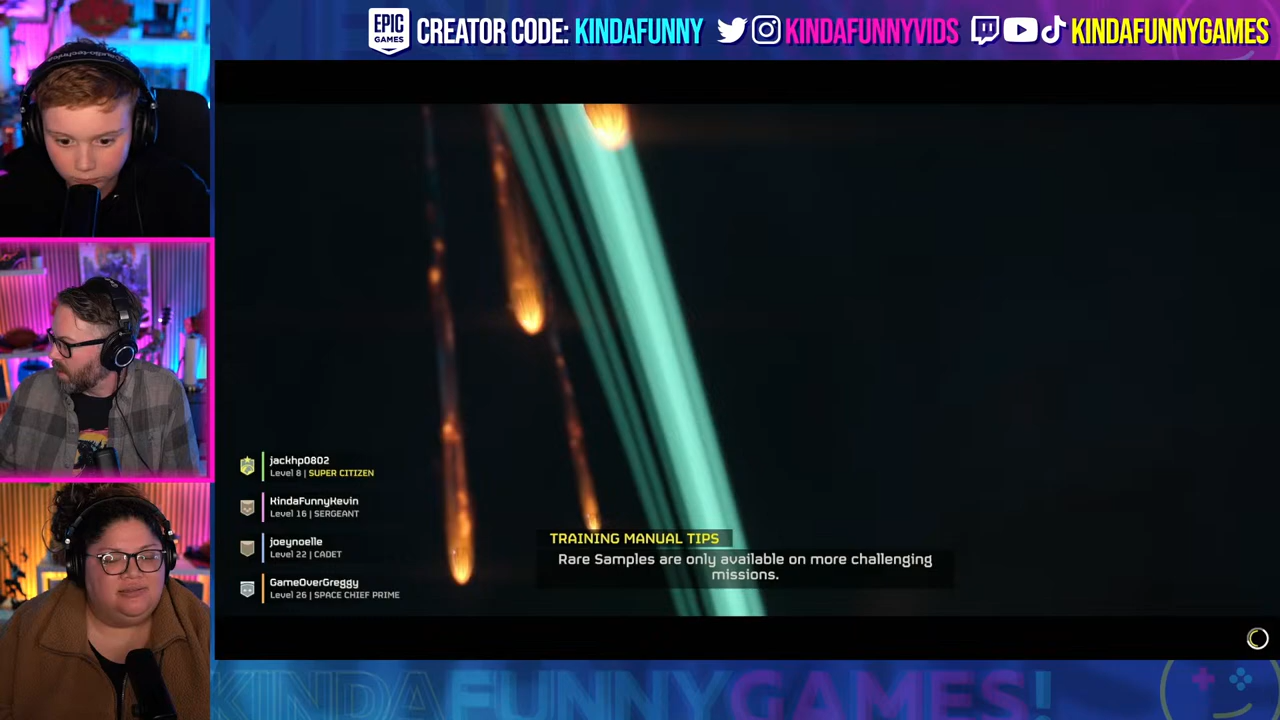 EPIC GAMES
CREATOR CODE: KINDAFUNNY
KINDAFUNNYVIDS
KINDAFUNNYGAMES
jackhp0802
Level 8 | SUPER CITIZEN
KindaFunnyKevin
Level 16 | SERGEANT
joeynoelle
Level 22 | CADET
GameOverGreggy
Level 26 | SPACE CHIEF PRIME
TRAINING MANUAL TIPS
Rare Samples are only available on more challenging
missions.
KINDAFUNNYGAMES!